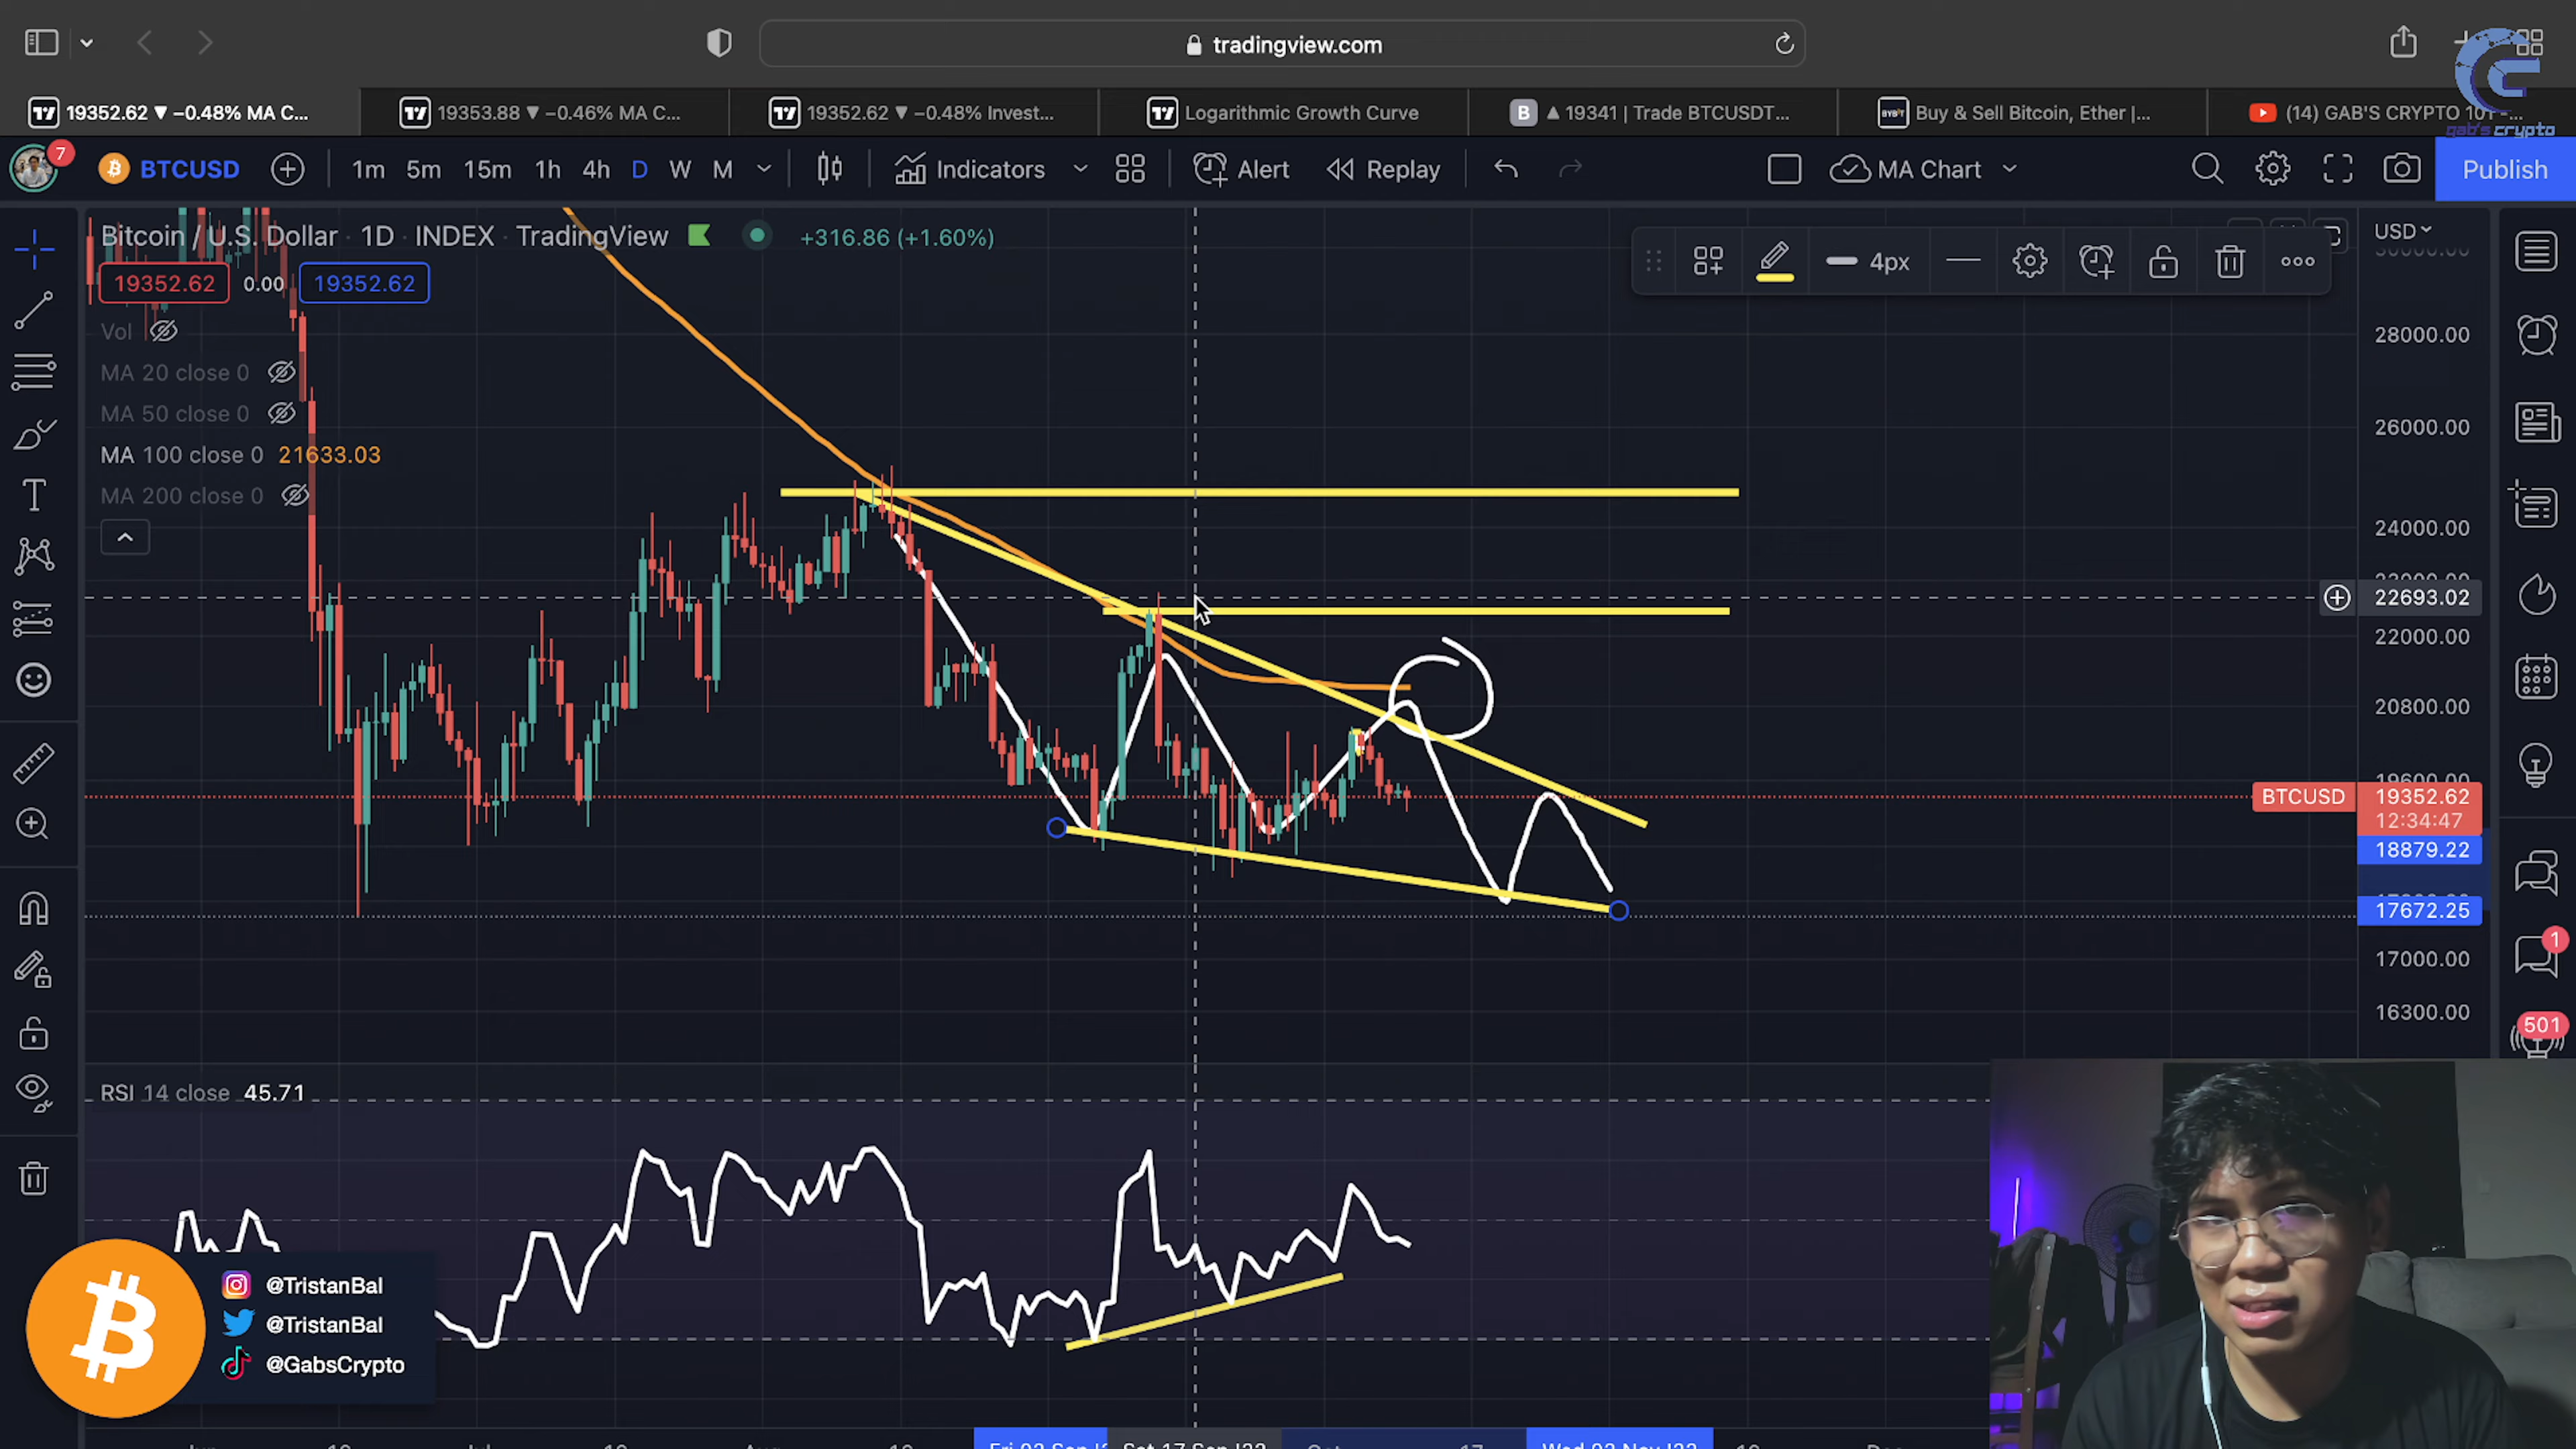 tradingview.com
19352.62 ▼ −0.48% MA C...
19353.88 ▼ −0.46% MA C...
19352.62 ▼ −0.48% Invest...
Logarithmic Growth Curve
B ▲ 19341 | Trade BTCUSDT...
Buy & Sell Bitcoin, Ether |...
(14) GAB'S CRYPTO 101 -...
gab's crypto
7
BTCUSD
1m 5m 15m 1h 4h D W M
Indicators
Alert
Replay
MA Chart
Publish
Bitcoin / U.S. Dollar · 1D · INDEX · TradingView
+316.86 (+1.60%)
4px
USD
19352.62 0.00 19352.62
Vol
MA 20 close 0
MA 50 close 0
MA 100 close 0 21633.03
MA 200 close 0
28000.00
26000.00
24000.00
22693.02
22000.00
20800.00
19600.00
BTCUSD 19352.62
12:34:47
18879.22
17672.25
17000.00
16300.00
1
501
RSI 14 close 45.71
@TristanBal
@TristanBal
@GabsCrypto